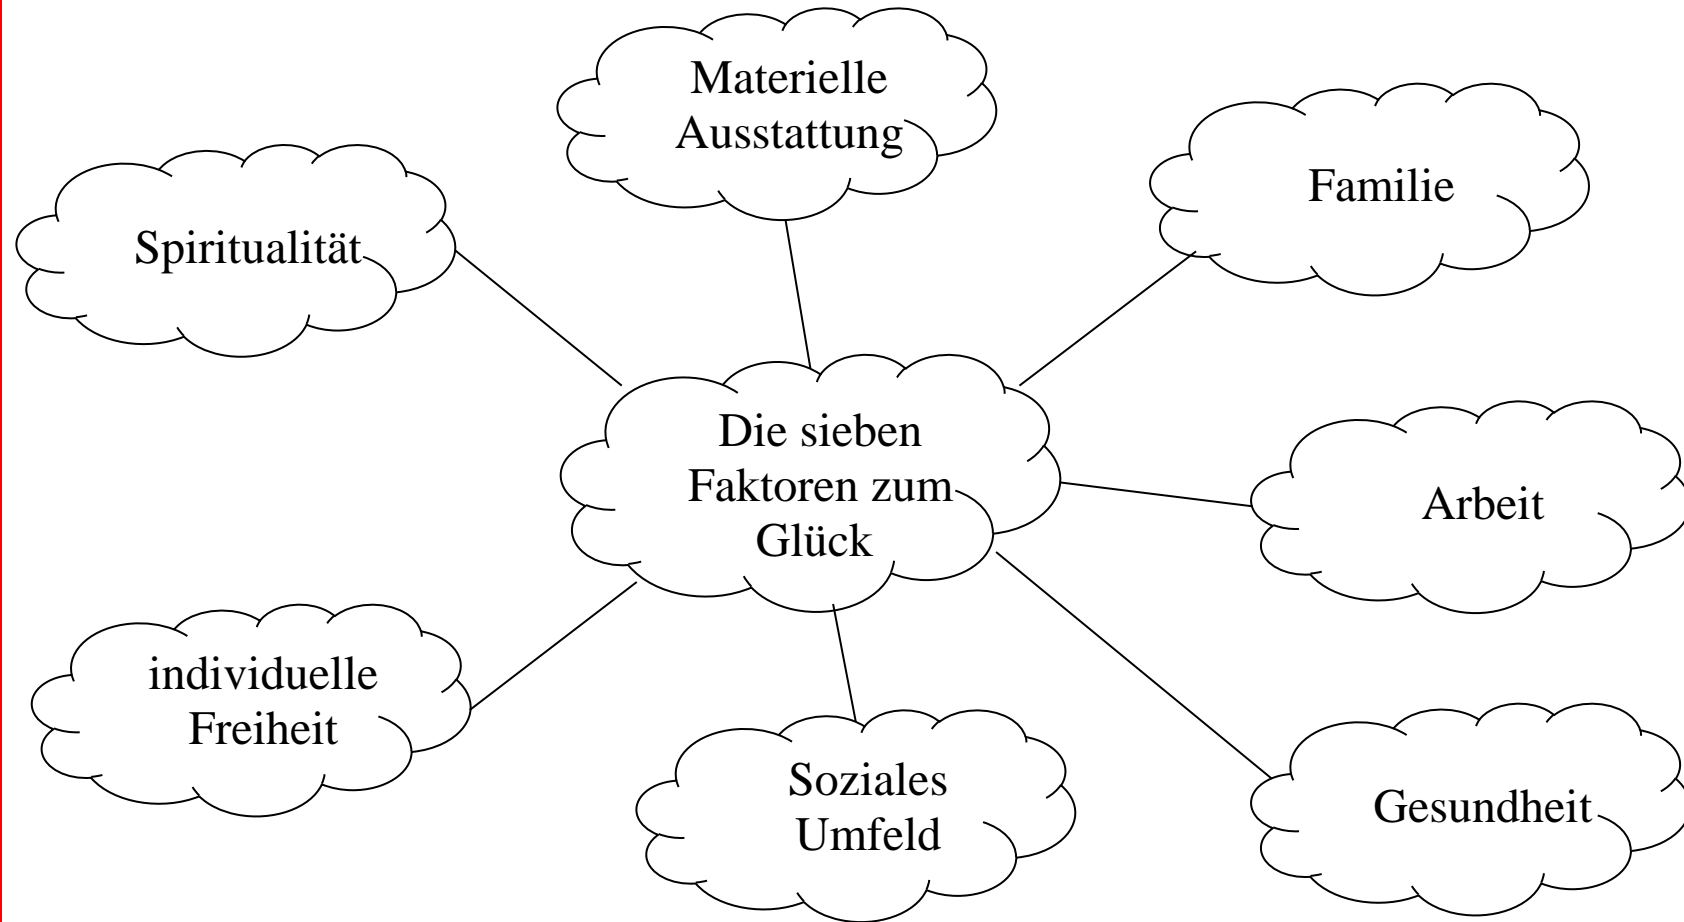 Materielle
Ausstattung
Familie
Spiritualität
Die sieben
Faktoren zum
Glück
Arbeit
individuelle
Freiheit
Soziales
Umfeld
Gesundheit